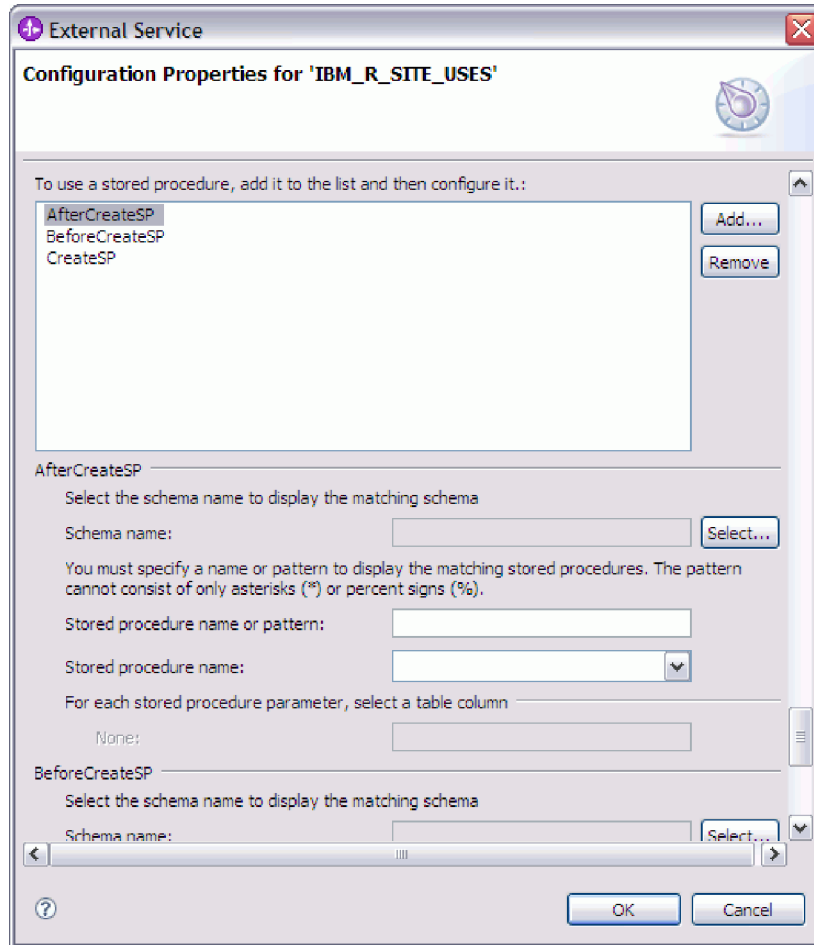 External Service
Configuration Properties for 'IBM_R_SITE_USES'
To use a stored procedure, add it to the list and then configure it.:
AfterCreateSP
BeforeCreateSP
CreateSP
Add...
Remove
AfterCreateSP
Select the schema name to display the matching schema
Schema name:
Select...
You must specify a name or pattern to display the matching stored procedures. The pattern
cannot consist of only asterisks (*) or percent signs (%).
Stored procedure name or pattern:
Stored procedure name:
For each stored procedure parameter, select a table column
None:
BeforeCreateSP
Select the schema name to display the matching schema
Schema name:
Select...
?
OK
Cancel